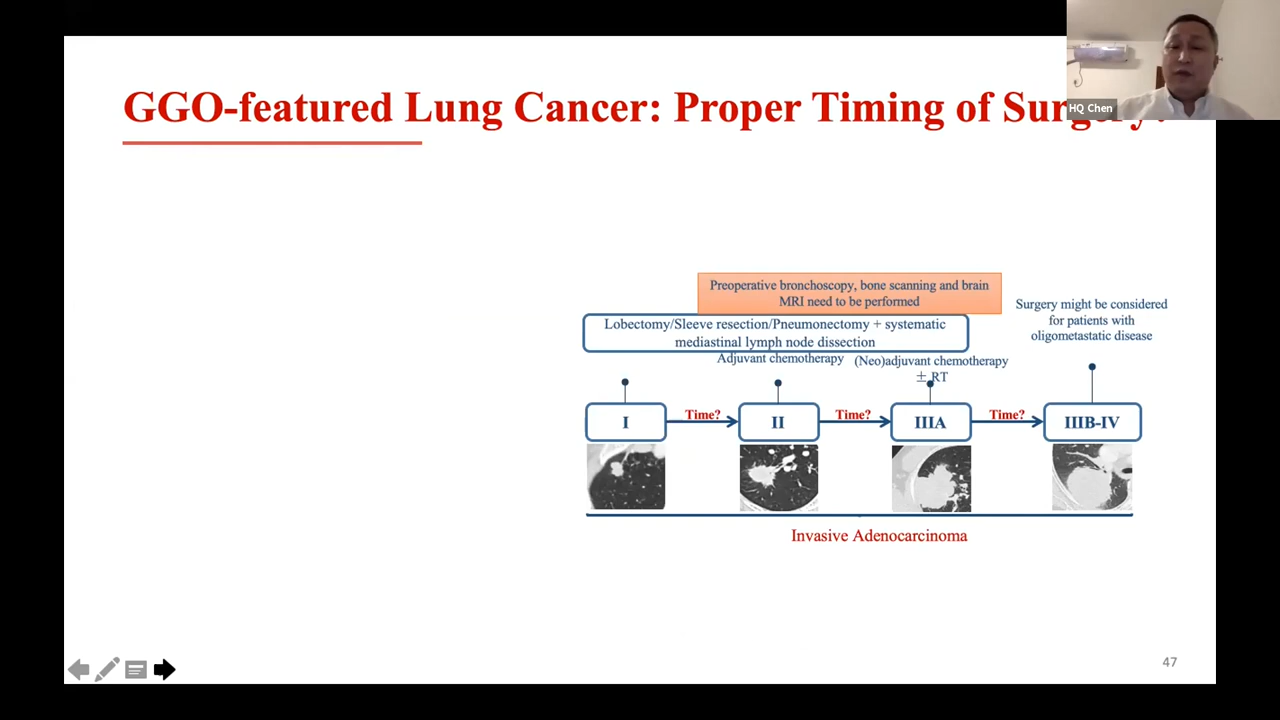 GGO-featured Lung Cancer: Proper Timing of Surgery?
HQ Chen
Preoperative bronchoscopy, bone scanning and brain
MRI need to be performed
Surgery might be considered
for patients with
oligometastatic disease
Lobectomy/Sleeve resection/Pneumonectomy + systematic
mediastinal lymph node dissection
Adjuvant chemotherapy
(Neo)adjuvant chemotherapy
± RT
I
Time?
II
Time?
IIIA
Time?
IIIB-IV
Invasive Adenocarcinoma
47